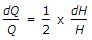 dQ/Q = 1/2 x dH/H